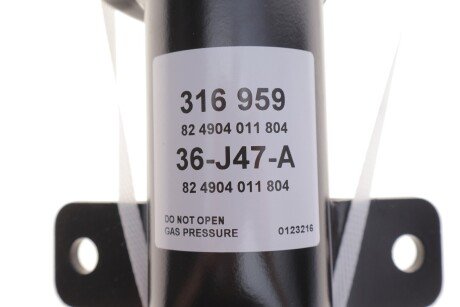 316 959
82 4904 011 804
36-J47-A
82 4904 011 804
DO NOT OPEN
GAS PRESSURE 0123216